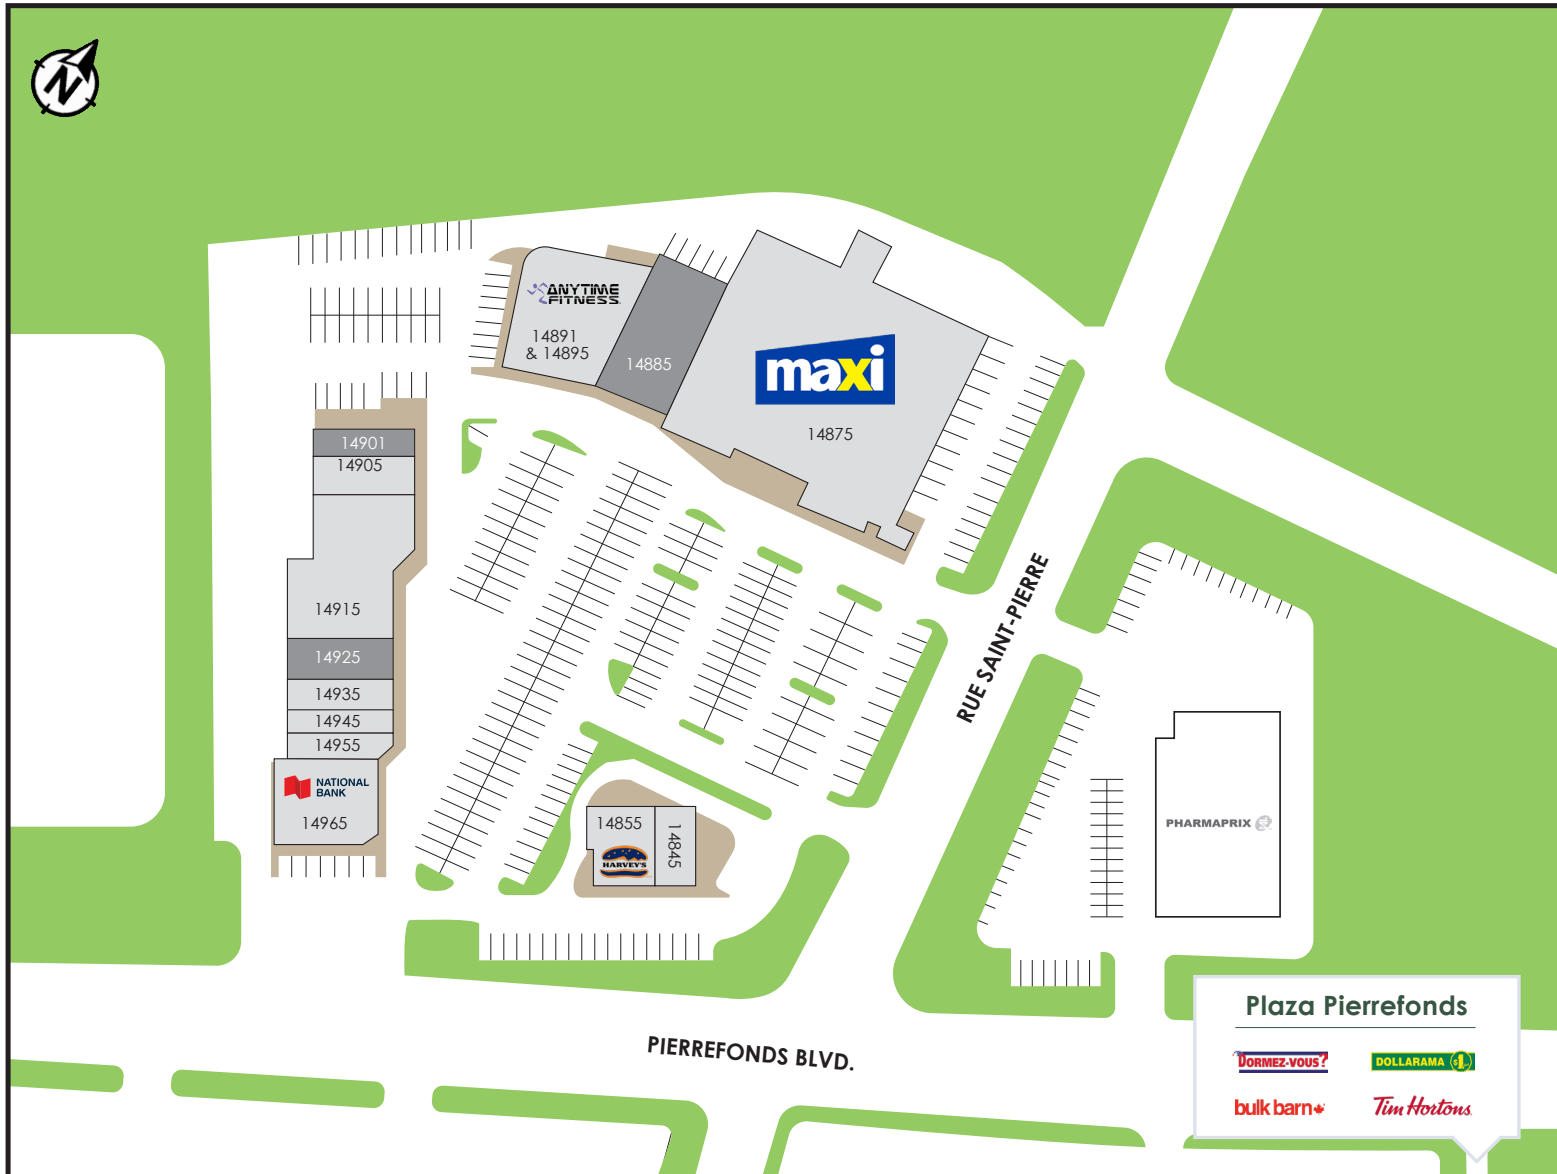 N
ANYTIME
FITNESS
14891
& 14895
14885
maxi
14875
14901
14905
14915
14925
14935
14945
14955
NATIONAL
BANK
14965
14855
HARVEY'S
14845
RUE SAINT-PIERRE
PHARMAPRIX
PIERREFONDS BLVD.
Plaza Pierrefonds
DORMEZ-VOUS?
DOLLARAMA $1
bulk barn
Tim Hortons